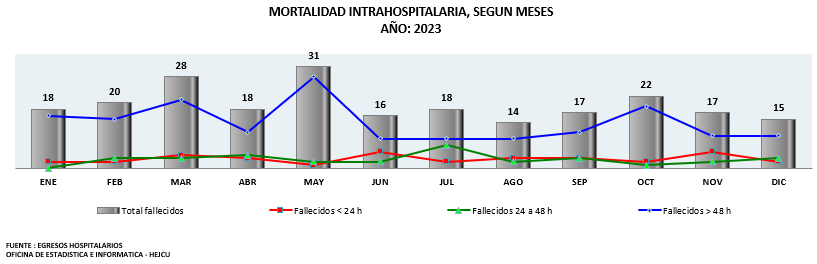 MORTALIDAD INTRAHOSPITALARIA, SEGUN MESES
AÑO: 2023
18 20 28 18 31 16 18 14 17 22 17 15
ENE FEB MAR ABR MAY JUN JUL AGO SEP OCT NOV DIC
Total fallecidos Fallecidos < 24 h Fallecidos 24 a 48 h Fallecidos > 48 h
FUENTE : EGRESOS HOSPITALARIOS
OFICINA DE ESTADISTICA E INFORMATICA - HEJCU